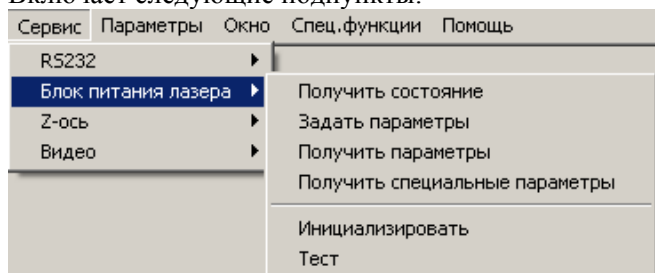 Включает следующие подпункты:
Сервис Параметры Окно Спец.функции Помощь
RS232
Блок питания лазера
Z-ось
Видео
Получить состояние
Задать параметры
Получить параметры
Получить специальные параметры
Инициализировать
Тест